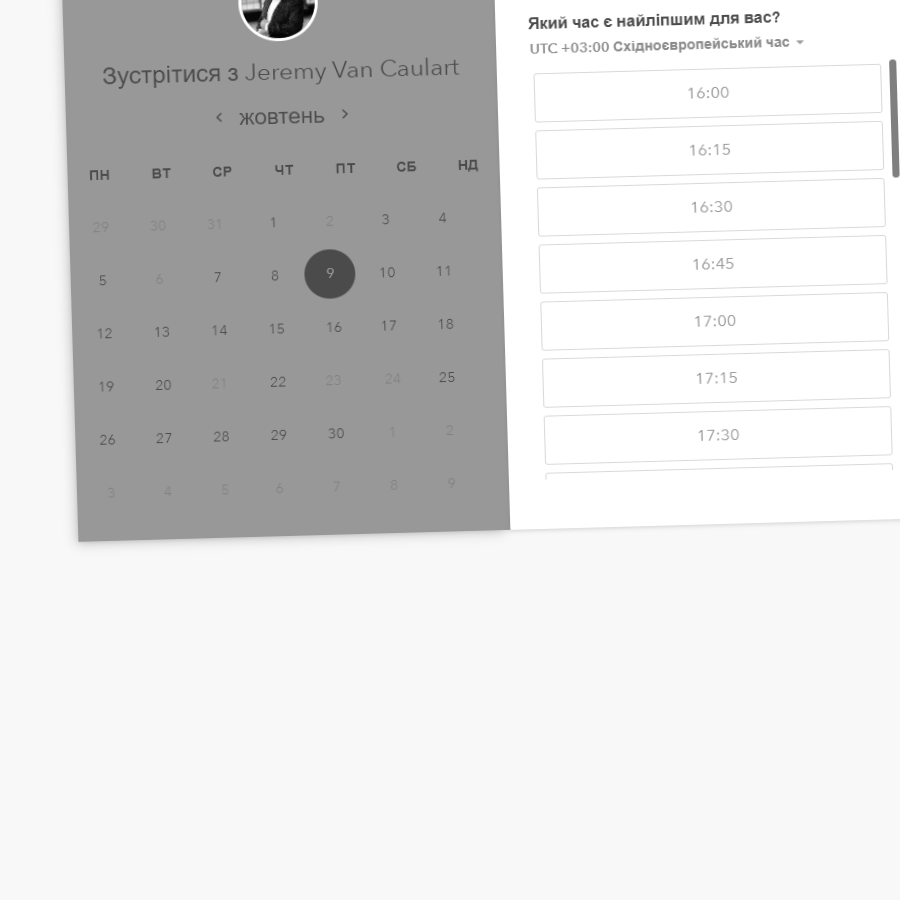 Зустрітися з Jeremy Van Caulart
жовтень
ПН ВТ СР ЧТ ПТ СБ НД
29 30 31 1 2 3 4
5 6 7 8 9 10 11
12 13 14 15 16 17 18
19 20 21 22 23 24 25
26 27 28 29 30 1 2
3 4 5 6 7 8 9
Який час є найліпшим для вас?
UTC +03:00 Східноєвропейський час
16:00
16:15
16:30
16:45
17:00
17:15
17:30